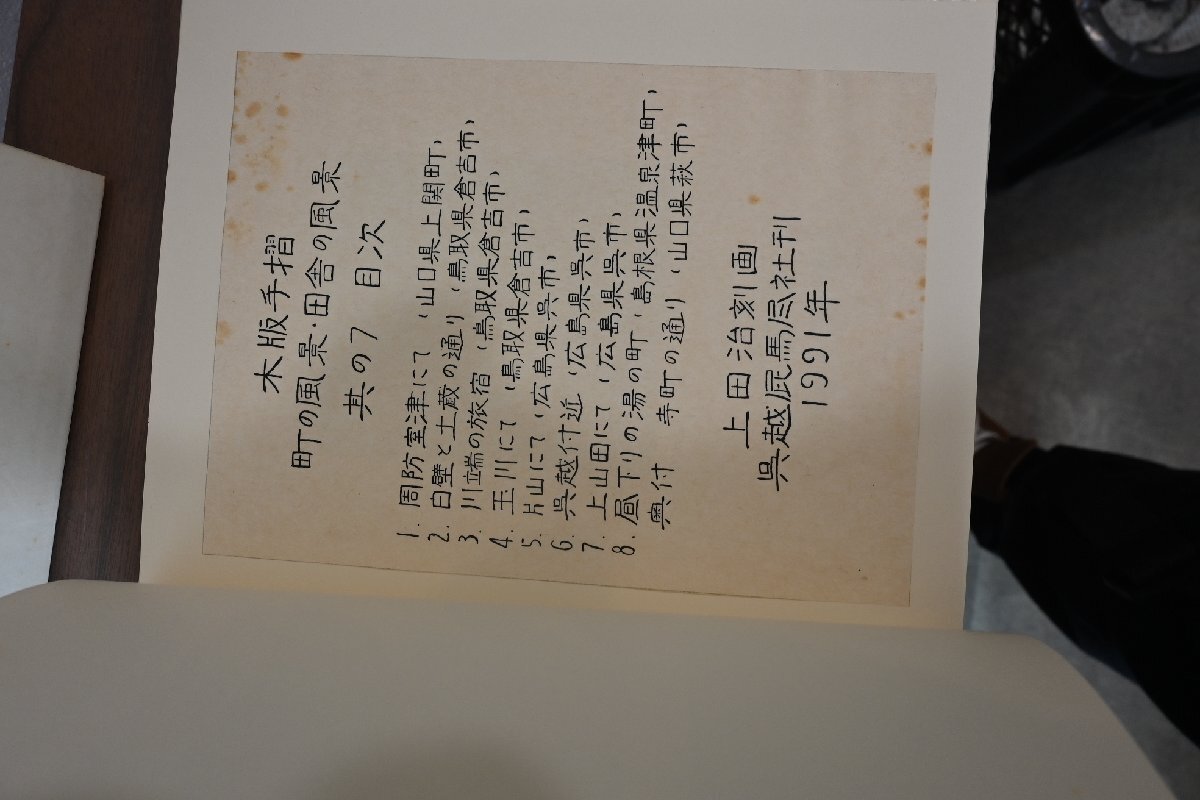 木版手摺
町の風景・田舎の風景
其の7 目次
1. 周防室津にて (山口県上関町)
2. 白壁と土蔵の通り (鳥取県倉吉市)
3. 川端の旅宿 (鳥取県倉吉市)
4. 玉川にて (鳥取県倉吉市)
5. 片山にて (広島県呉市)
6. 呉越付近 (広島県呉市)
7. 上山田にて (広島県呉市)
8. 昼下りの湯の町 (島根県温泉津町)
奥付 寺町の通り (山口県萩市)
上田治刻画
呉越屁馬尽社刊
1991年